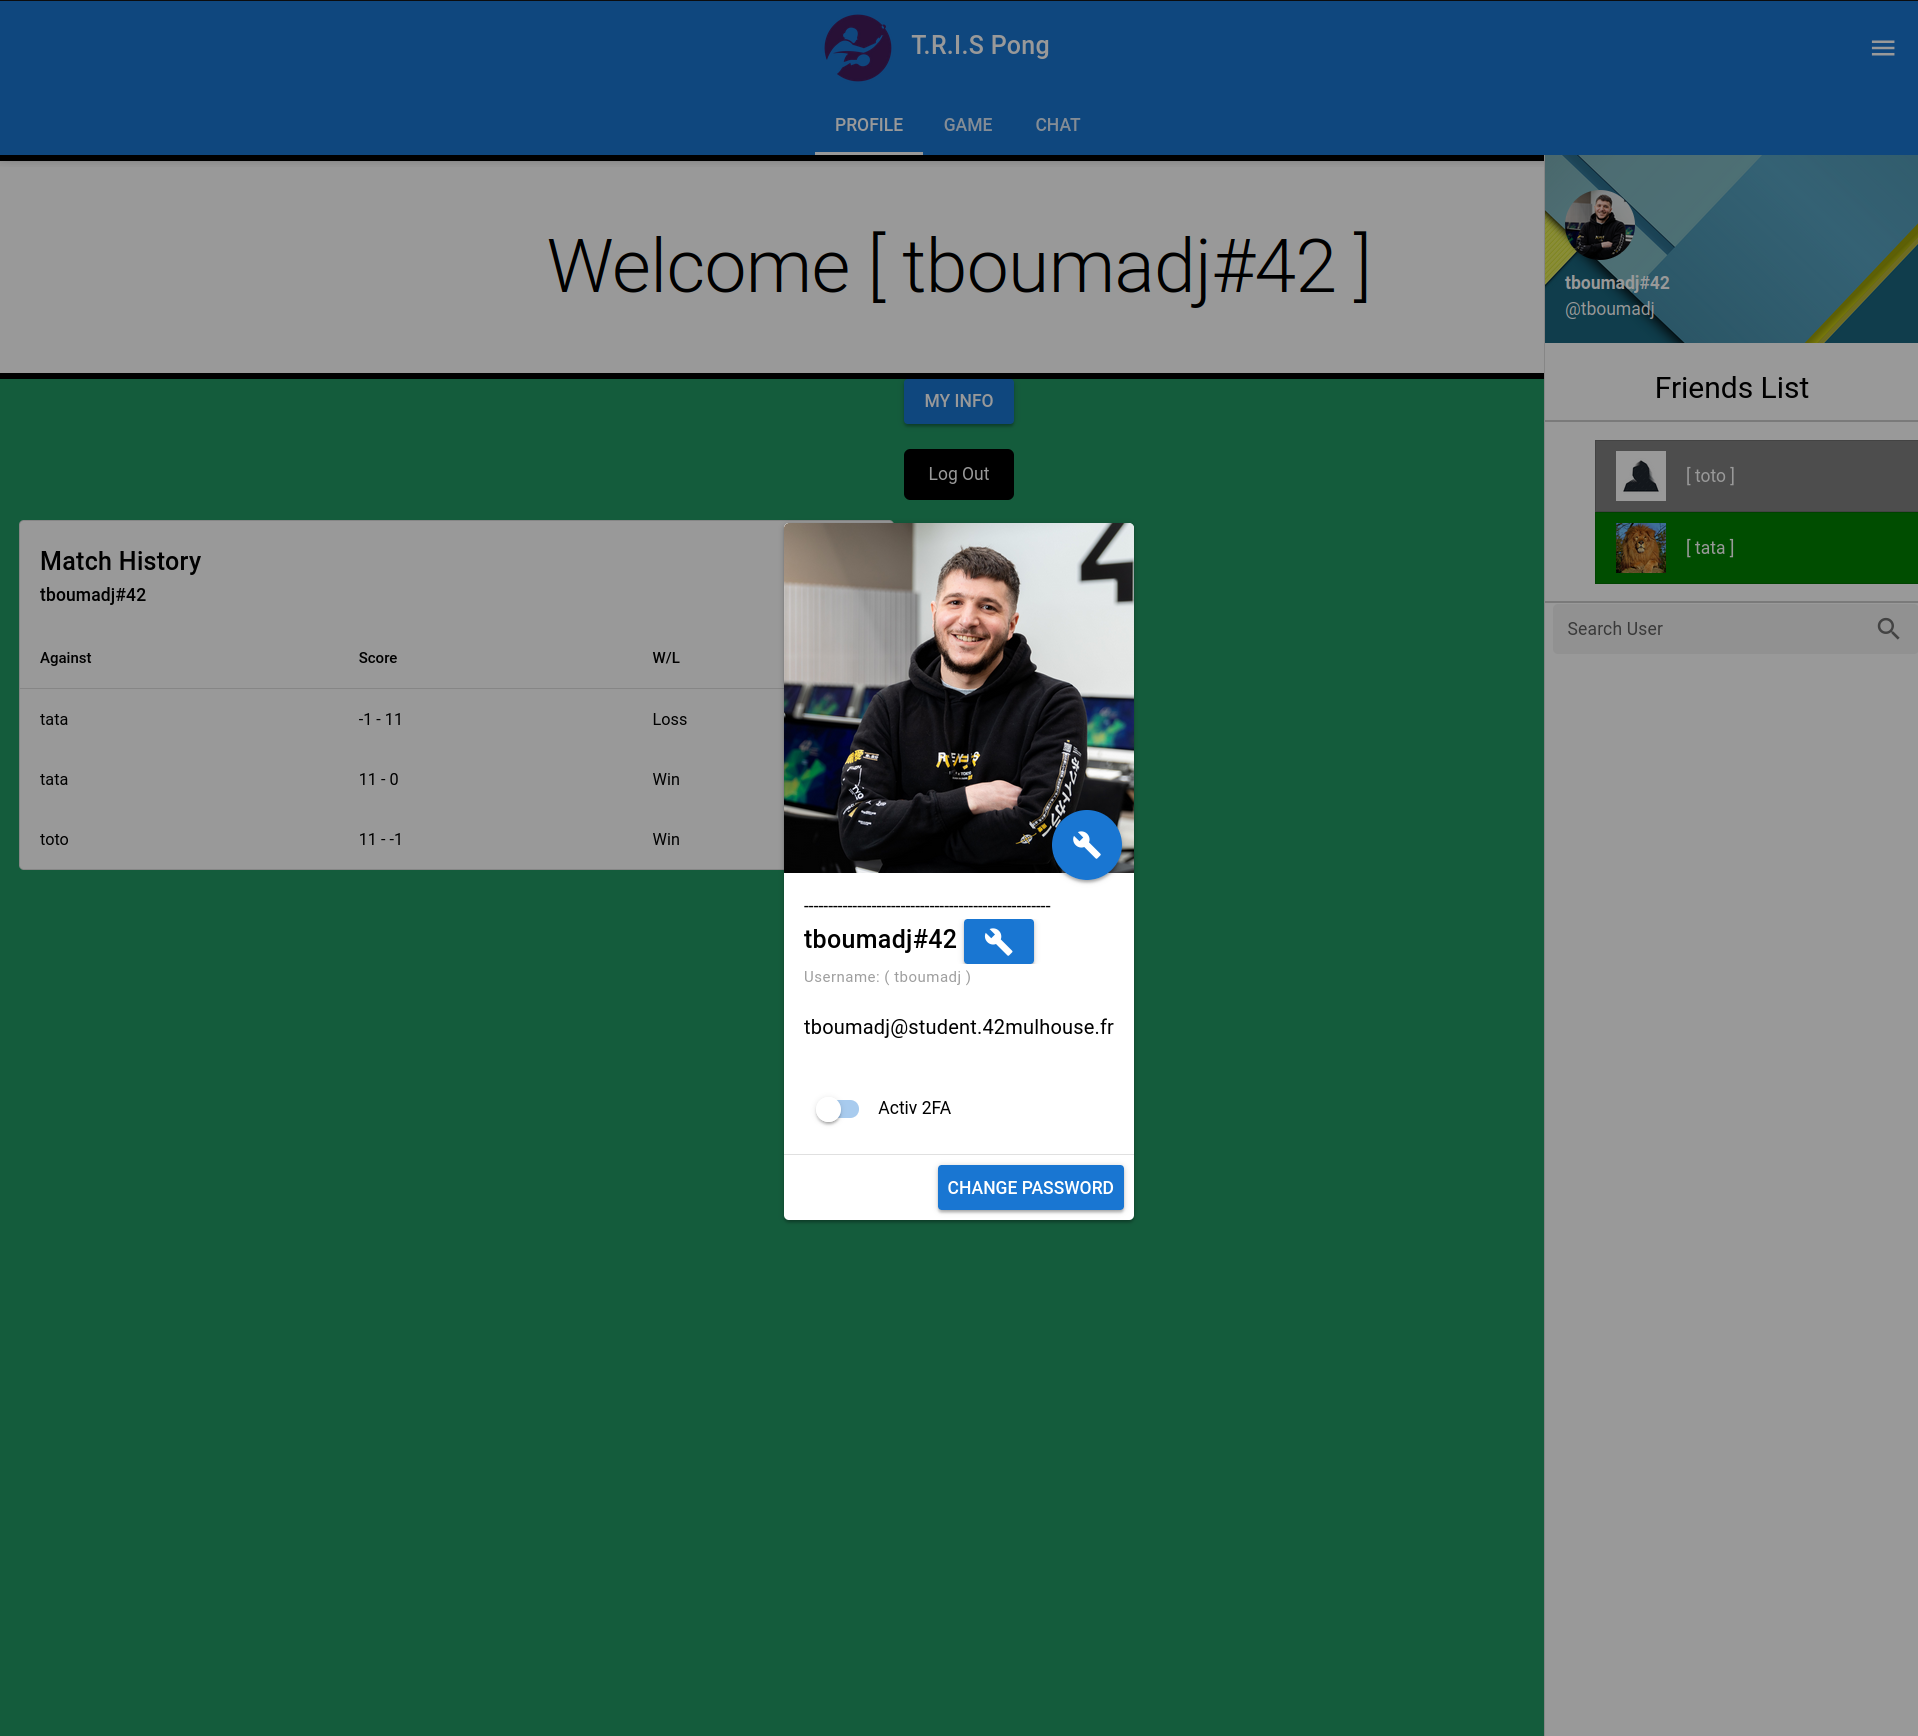 T.R.I.S Pong
PROFILE GAME CHAT
Welcome [ tboumadj#42 ]
tboumadj#42
@tboumadj
MY INFO
Log Out
Friends List
[ toto ]
[ tata ]
Search User
Match History
tboumadj#42
Against Score W/L
tata -1 - 11 Loss
tata 11 - 0 Win
toto 11 - -1 Win
4
--------------------------------------------------
tboumadj#42
Username: ( tboumadj )
tboumadj@student.42mulhouse.fr
Activ 2FA
CHANGE PASSWORD